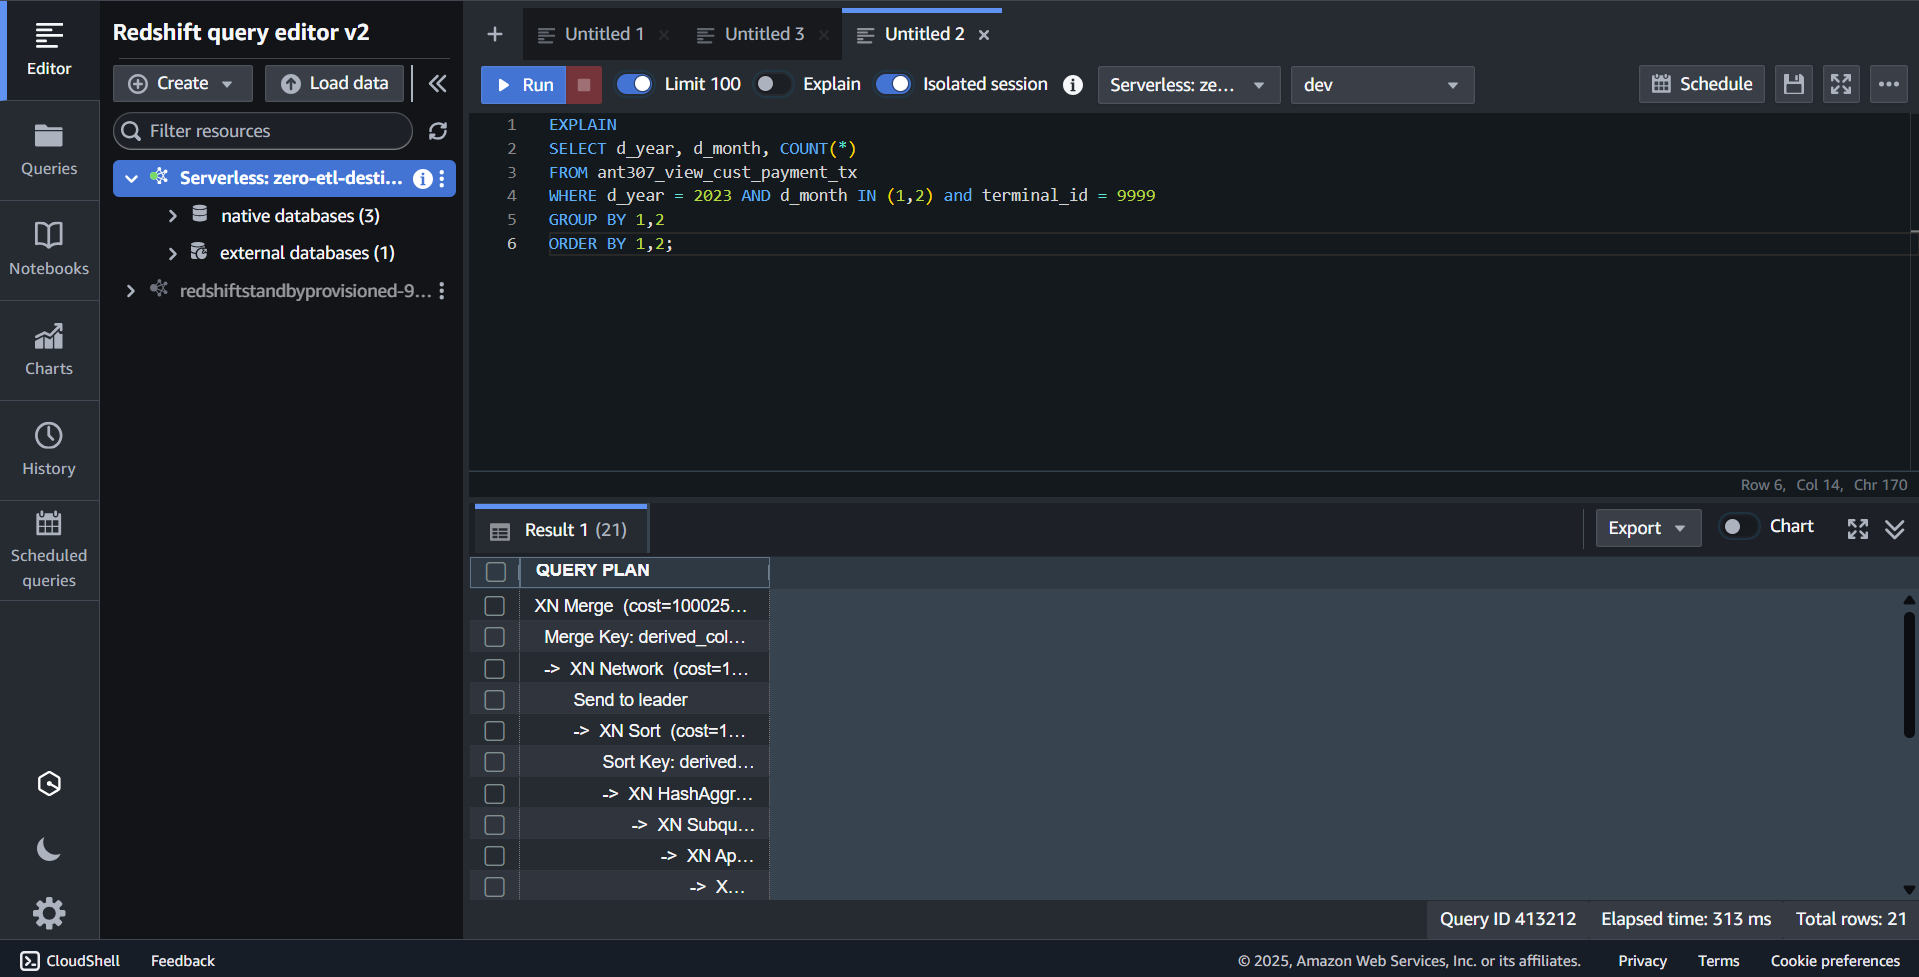 Editor
Queries
Notebooks
Charts
History
Scheduled
queries
Redshift query editor v2
Create
Load data
Filter resources
Serverless: zero-etl-desti...
native databases (3)
external databases (1)
redshiftstandbyprovisioned-9...
Untitled 1
Untitled 3
Untitled 2
Run
Limit 100
Explain
Isolated session
Serverless: ze...
dev
Schedule
1 EXPLAIN
2 SELECT d_year, d_month, COUNT(*)
3 FROM ant307_view_cust_payment_tx
4 WHERE d_year = 2023 AND d_month IN (1,2) and terminal_id = 9999
5 GROUP BY 1,2
6 ORDER BY 1,2;
Row 6, Col 14, Chr 170
Result 1 (21)
Export
Chart
QUERY PLAN
XN Merge (cost=100025...
Merge Key: derived_col...
-> XN Network (cost=1...
Send to leader
-> XN Sort (cost=1...
Sort Key: derived...
-> XN HashAggr...
-> XN Subqu...
-> XN Ap...
-> X...
Query ID 413212 Elapsed time: 313 ms Total rows: 21
CloudShell Feedback
© 2025, Amazon Web Services, Inc. or its affiliates. Privacy Terms Cookie preferences